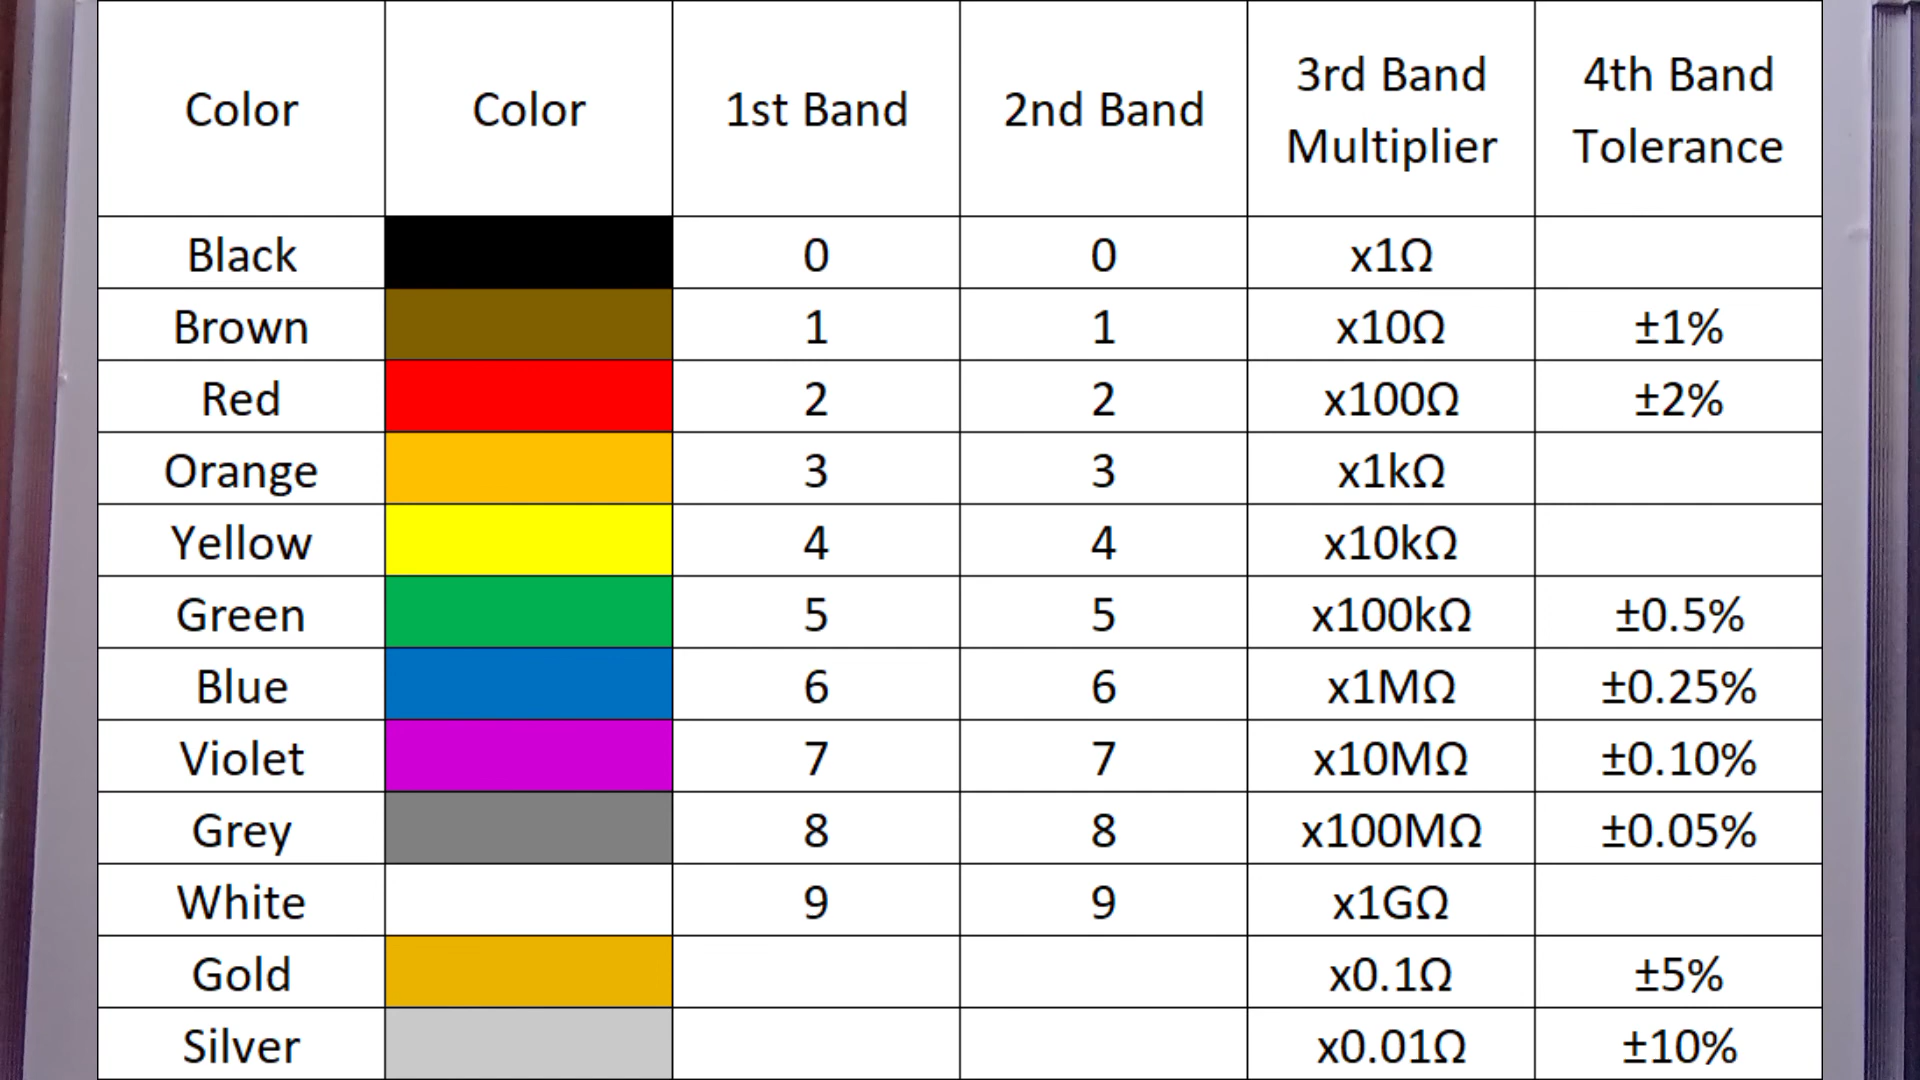 Color Color 1st Band 2nd Band 3rd Band Multiplier 4th Band Tolerance
Black 0 0 x1Ω
Brown 1 1 x10Ω ±1%
Red 2 2 x100Ω ±2%
Orange 3 3 x1kΩ
Yellow 4 4 x10kΩ
Green 5 5 x100kΩ ±0.5%
Blue 6 6 x1MΩ ±0.25%
Violet 7 7 x10MΩ ±0.10%
Grey 8 8 x100MΩ ±0.05%
White 9 9 x1GΩ
Gold x0.1Ω ±5%
Silver x0.01Ω ±10%